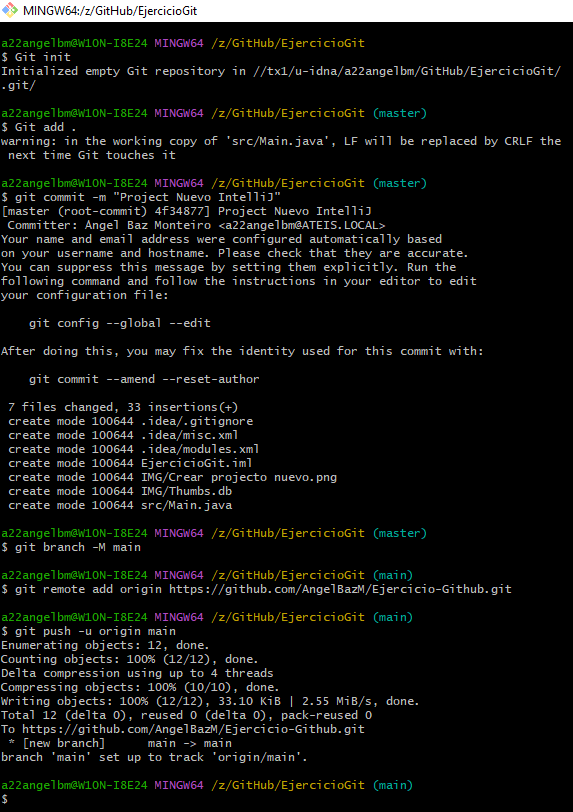 MINGW64:/z/GitHub/EjercicioGit
a22angelbm@W10N-I8E24 MINGW64 /z/GitHub/EjercicioGit
$ Git init
Initialized empty Git repository in //tx1/u-idna/a22angelbm/GitHub/EjercicioGit/
.git/
a22angelbm@W10N-I8E24 MINGW64 /z/GitHub/EjercicioGit (master)
$ Git add .
warning: in the working copy of 'src/Main.java', LF will be replaced by CRLF the
 next time Git touches it
a22angelbm@W10N-I8E24 MINGW64 /z/GitHub/EjercicioGit (master)
$ git commit -m "Project Nuevo IntelliJ"
[master (root-commit) 4f34877] Project Nuevo IntelliJ
 Committer: Ángel Baz Monteiro <a22angelbm@ATEIS.LOCAL>
Your name and email address were configured automatically based
on your username and hostname. Please check that they are accurate.
You can suppress this message by setting them explicitly. Run the
following command and follow the instructions in your editor to edit
your configuration file:
    git config --global --edit
After doing this, you may fix the identity used for this commit with:
    git commit --amend --reset-author
 7 files changed, 33 insertions(+)
 create mode 100644 .idea/.gitignore
 create mode 100644 .idea/misc.xml
 create mode 100644 .idea/modules.xml
 create mode 100644 EjercicioGit.iml
 create mode 100644 IMG/Crear projecto nuevo.png
 create mode 100644 IMG/Thumbs.db
 create mode 100644 src/Main.java
a22angelbm@W10N-I8E24 MINGW64 /z/GitHub/EjercicioGit (master)
$ git branch -M main
a22angelbm@W10N-I8E24 MINGW64 /z/GitHub/EjercicioGit (main)
$ git remote add origin https://github.com/AngelBazM/Ejercicio-Github.git
a22angelbm@W10N-I8E24 MINGW64 /z/GitHub/EjercicioGit (main)
$ git push -u origin main
Enumerating objects: 12, done.
Counting objects: 100% (12/12), done.
Delta compression using up to 4 threads
Compressing objects: 100% (10/10), done.
Writing objects: 100% (12/12), 33.10 KiB | 2.55 MiB/s, done.
Total 12 (delta 0), reused 0 (delta 0), pack-reused 0
To https://github.com/AngelBazM/Ejercicio-Github.git
 * [new branch]      main -> main
branch 'main' set up to track 'origin/main'.
a22angelbm@W10N-I8E24 MINGW64 /z/GitHub/EjercicioGit (main)
$